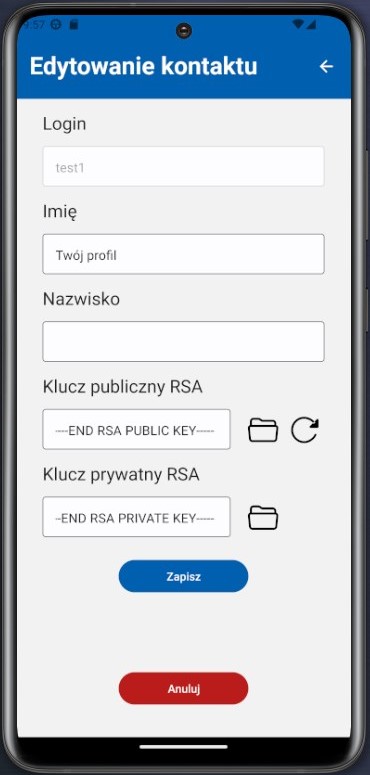 :57
Edytowanie kontaktu
Login
test1
Imię
Twój profil
Nazwisko
Klucz publiczny RSA
----END RSA PUBLIC KEY-----
Klucz prywatny RSA
--END RSA PRIVATE KEY-----
Zapisz
Anuluj